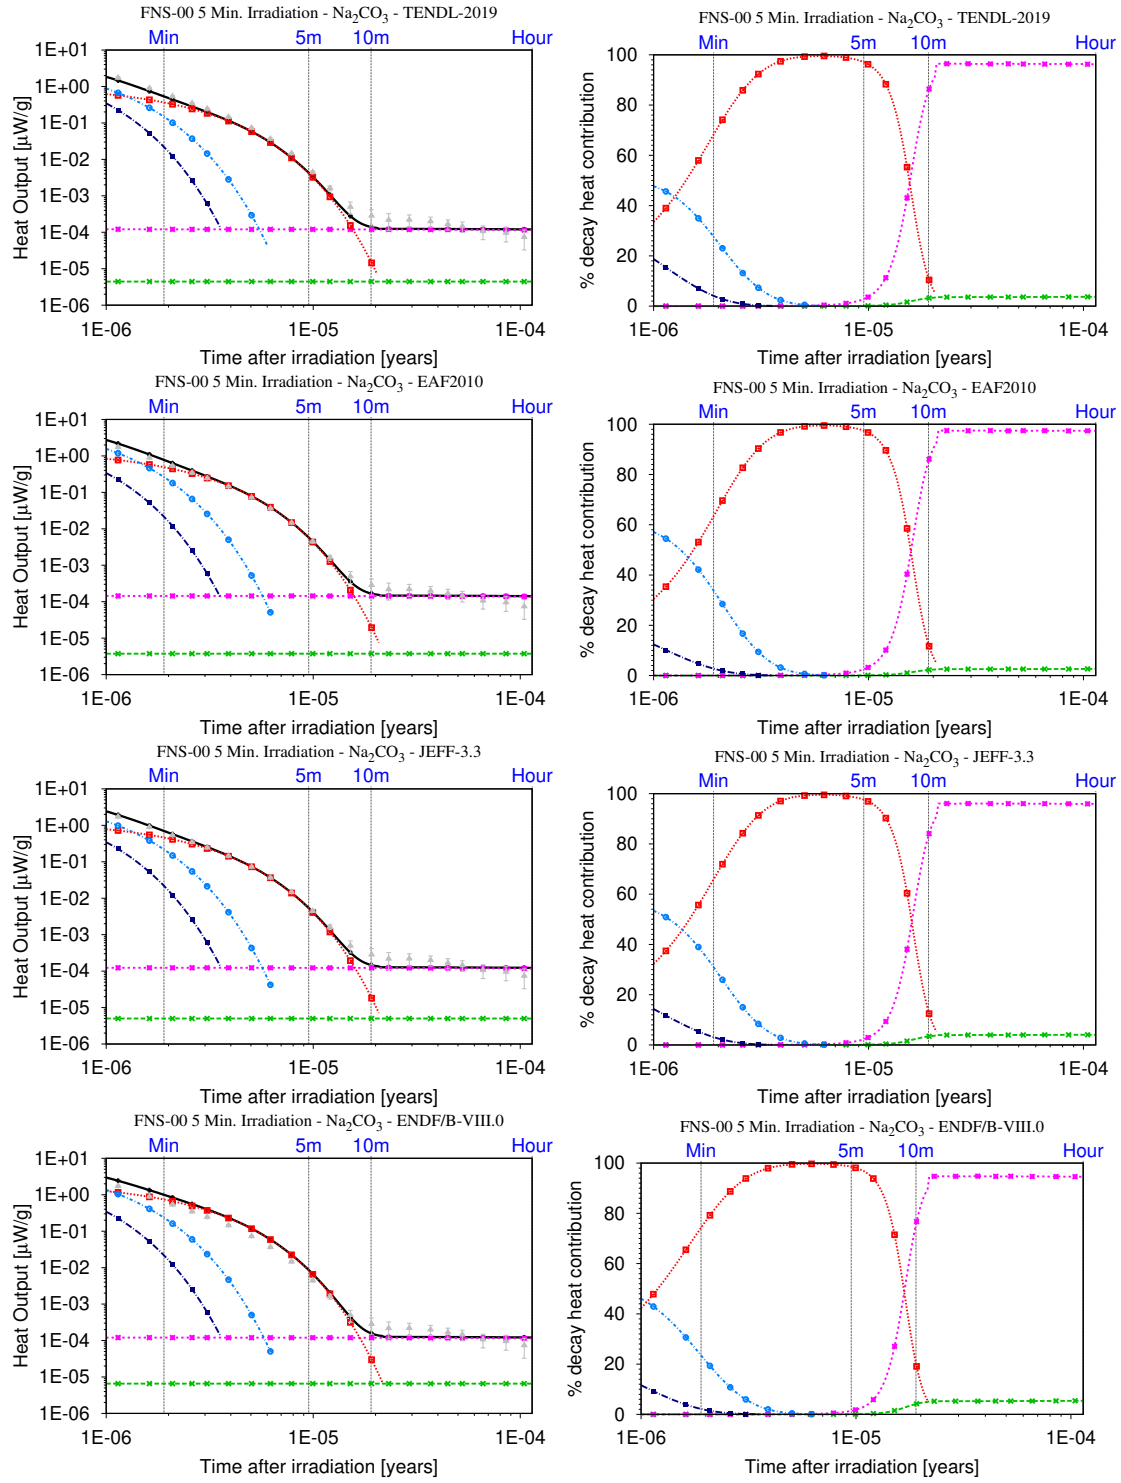 FNS-00 5 Min. Irradiation - Na2CO3 - TENDL-2019
Min 5m 10m Hour
1E+01
1E+00
1E-01
1E-02
1E-03
1E-04
1E-05
1E-06
Heat Output [µW/g]
1E-06 1E-05 1E-04
Time after irradiation [years]
FNS-00 5 Min. Irradiation - Na2CO3 - TENDL-2019
Min 5m 10m Hour
100
80
60
40
20
0
% decay heat contribution
1E-06 1E-05 1E-04
Time after irradiation [years]
FNS-00 5 Min. Irradiation - Na2CO3 - EAF2010
Min 5m 10m Hour
1E+01
1E+00
1E-01
1E-02
1E-03
1E-04
1E-05
1E-06
Heat Output [µW/g]
1E-06 1E-05 1E-04
Time after irradiation [years]
FNS-00 5 Min. Irradiation - Na2CO3 - EAF2010
Min 5m 10m Hour
100
80
60
40
20
0
% decay heat contribution
1E-06 1E-05 1E-04
Time after irradiation [years]
FNS-00 5 Min. Irradiation - Na2CO3 - JEFF-3.3
Min 5m 10m Hour
1E+01
1E+00
1E-01
1E-02
1E-03
1E-04
1E-05
1E-06
Heat Output [µW/g]
1E-06 1E-05 1E-04
Time after irradiation [years]
FNS-00 5 Min. Irradiation - Na2CO3 - JEFF-3.3
Min 5m 10m Hour
100
80
60
40
20
0
% decay heat contribution
1E-06 1E-05 1E-04
Time after irradiation [years]
FNS-00 5 Min. Irradiation - Na2CO3 - ENDF/B-VIII.0
Min 5m 10m Hour
1E+01
1E+00
1E-01
1E-02
1E-03
1E-04
1E-05
1E-06
Heat Output [µW/g]
1E-06 1E-05 1E-04
Time after irradiation [years]
FNS-00 5 Min. Irradiation - Na2CO3 - ENDF/B-VIII.0
Min 5m 10m Hour
100
80
60
40
20
0
% decay heat contribution
1E-06 1E-05 1E-04
Time after irradiation [years]